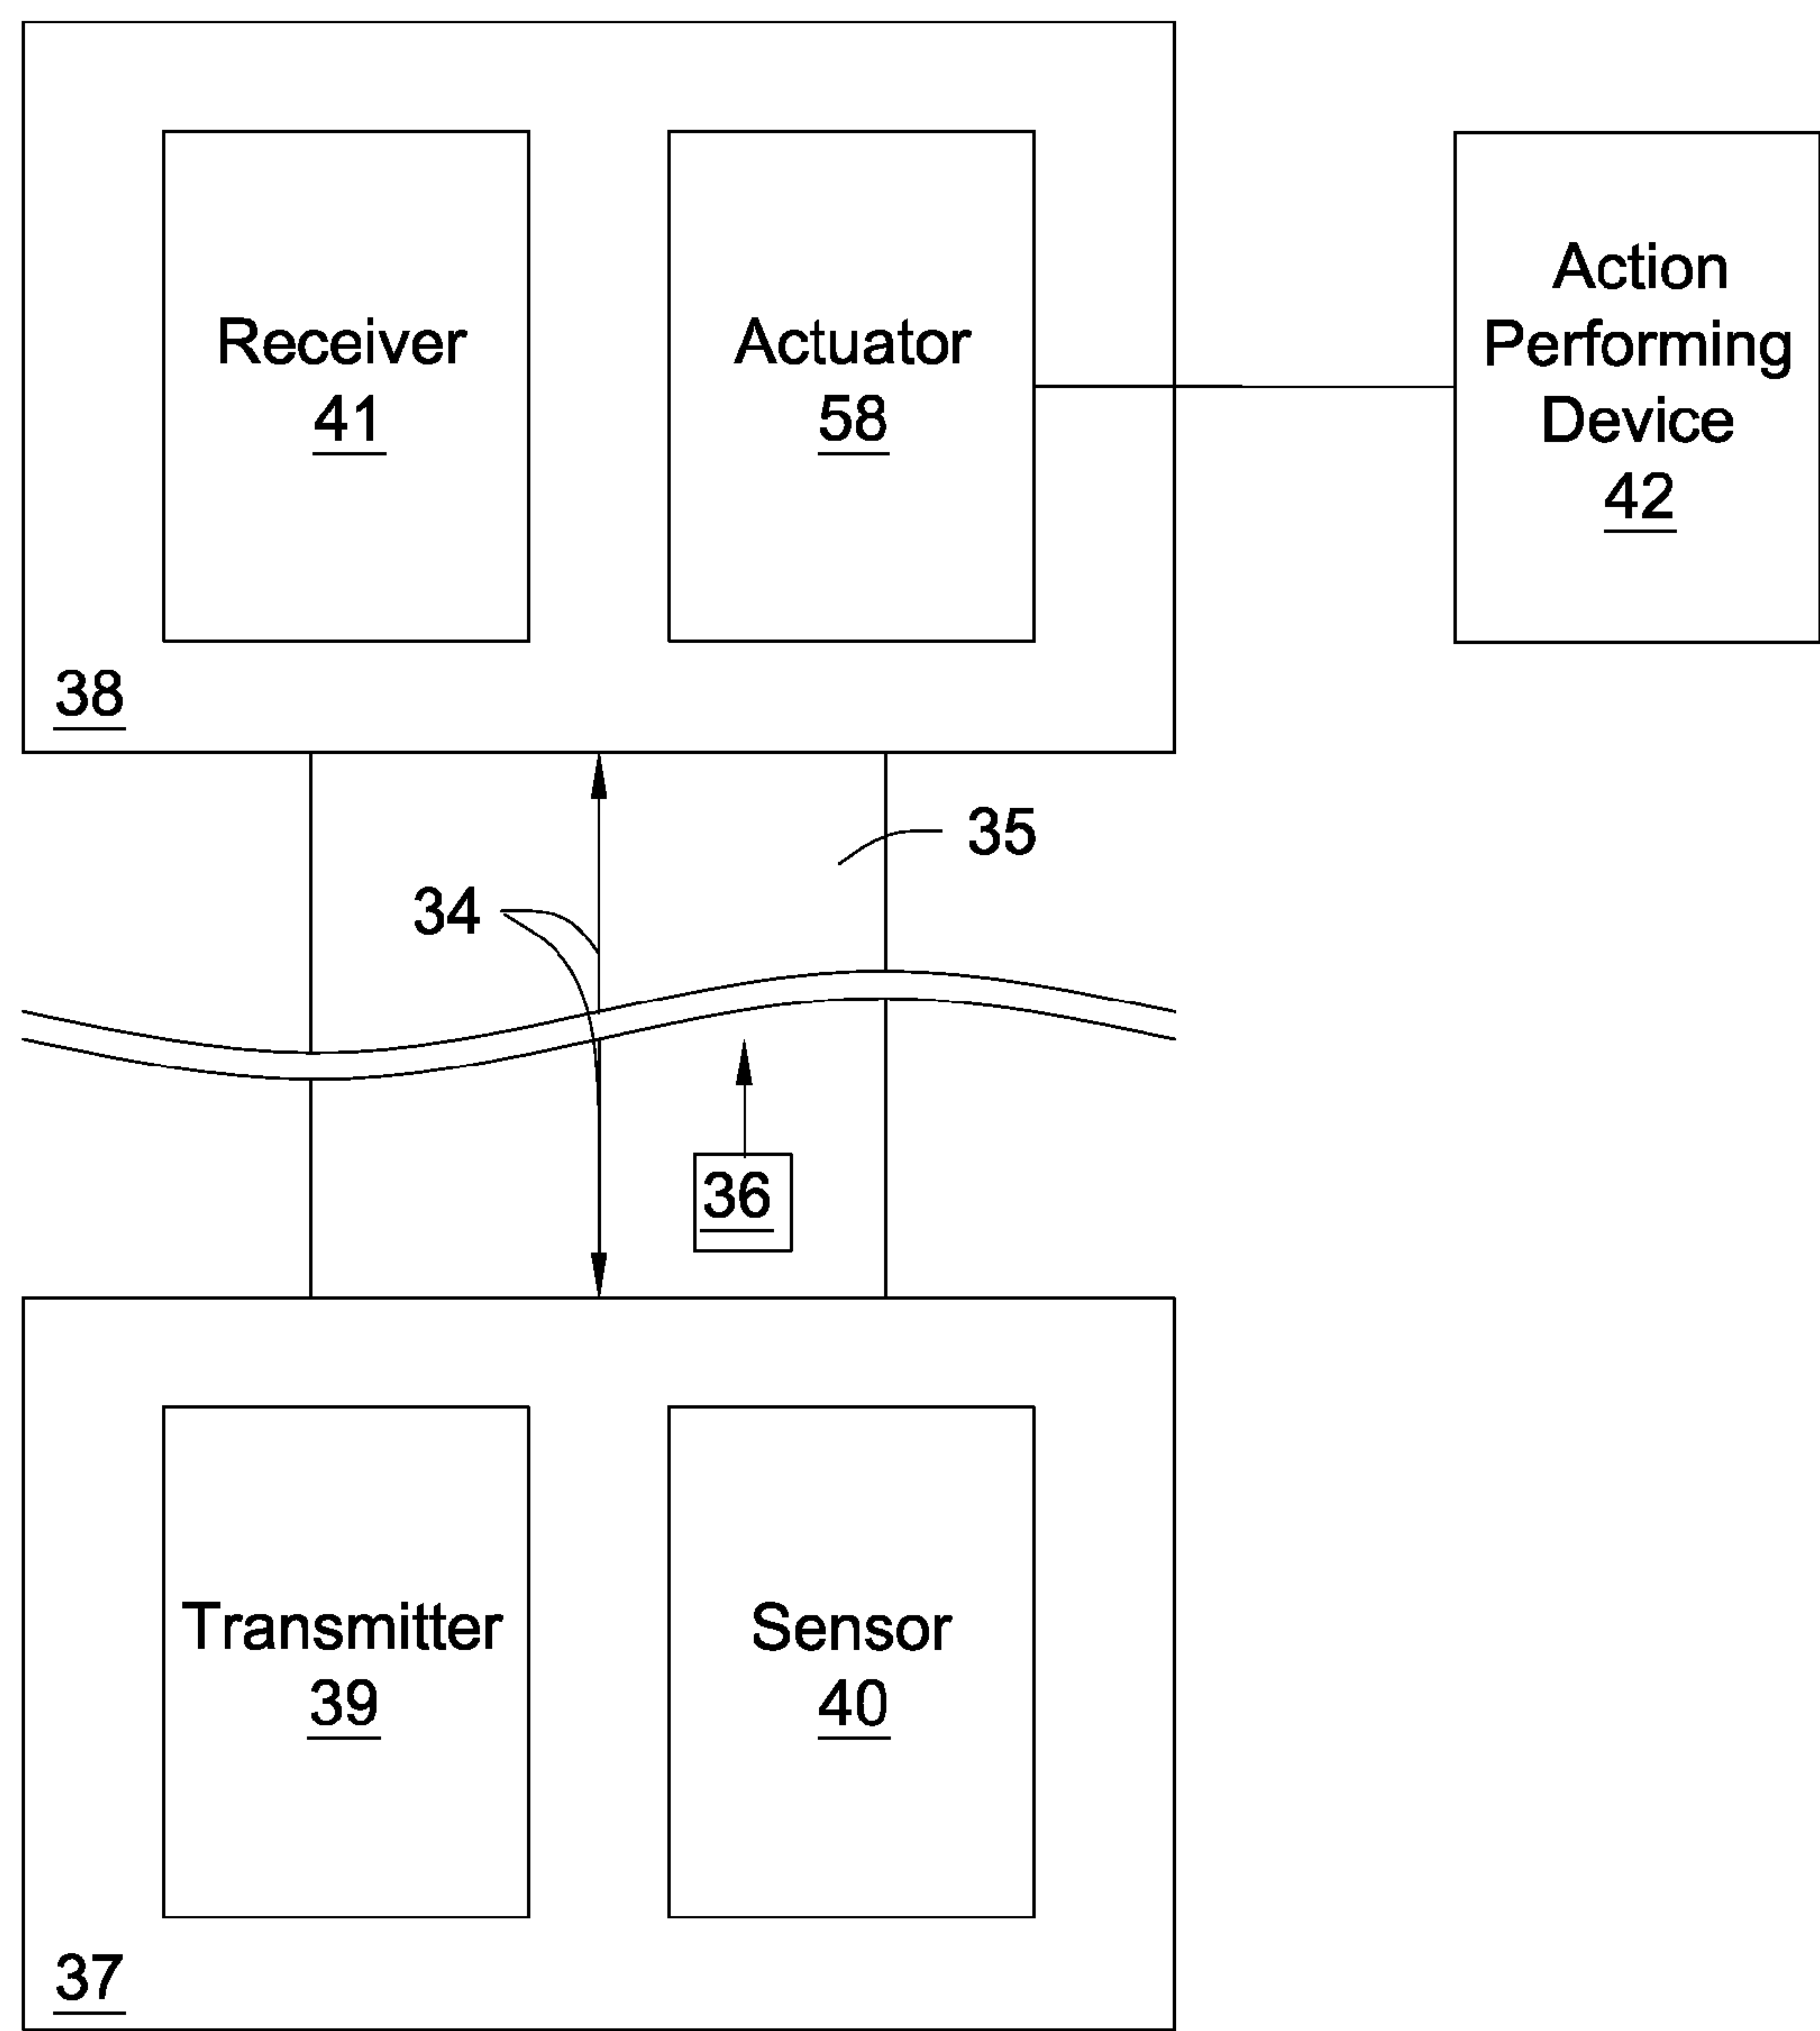 Receiver
41
Actuator
58
Action
Performing
Device
42
38
35
34
36
Transmitter
39
Sensor
40
37